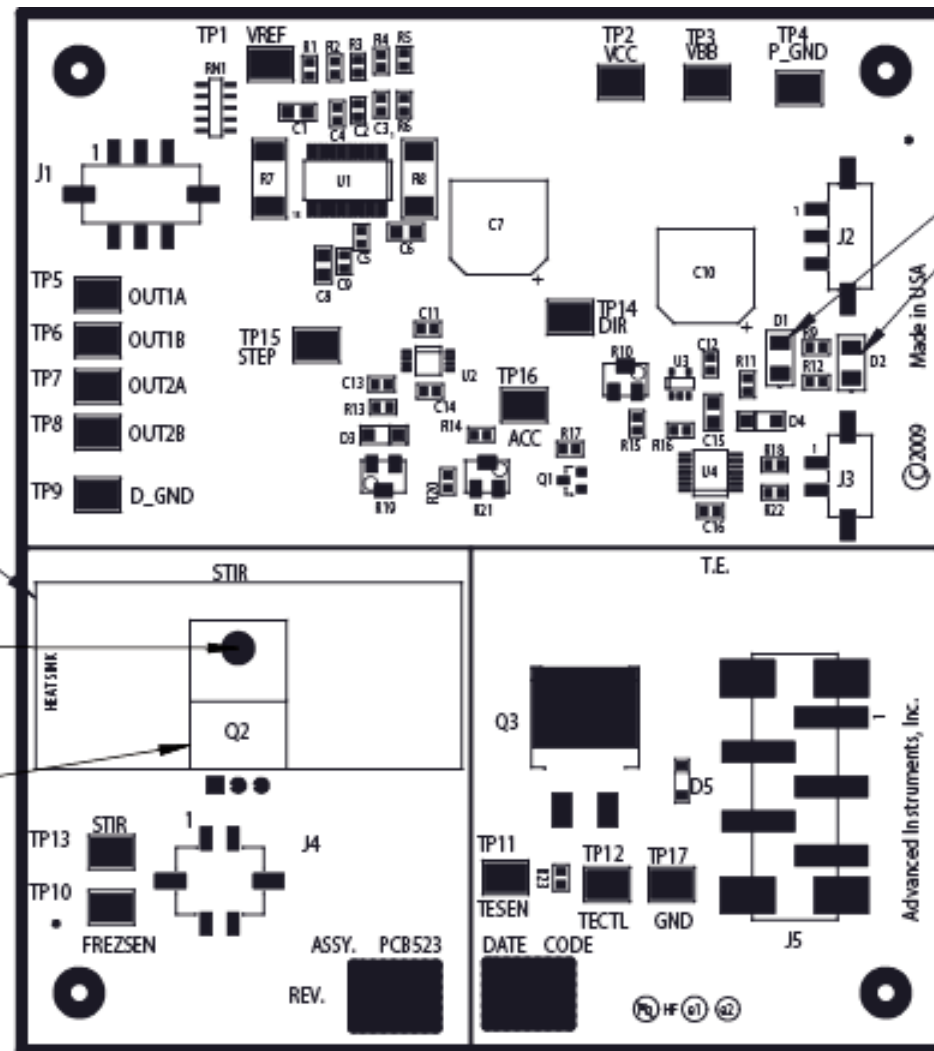 TP1 VREF
R1 R2 R3 R4 R5
TP2
VCC
TP3
VBB
TP4
P_GND
RN1
C1 C4 C2 C3 R6
J1
1
R7
U1
R8
1
C7
+
C10
+
J2
1
C5 C6
C8 C9
TP5 OUT1A
TP6 OUT1B
TP7 OUT2A
TP8 OUT2B
TP9 D_GND
TP15
STEP
C11
U2
TP14
DIR
C13
R13
C14
D3
R14
TP16
ACC
R17
Q1
R19
R20
R21
R10
U3
C12
R11
D1
R9
R12
D2
R15
R16
C15
D4
U4
R18
R22
C16
1
J3
Made in USA
©2009
STIR
HEAT SINK
Q2
T.E.
Q3
D5
1
J5
Advanced Instruments, Inc.
TP13 STIR
TP10
FREZSEN
1
J4
TP11
TESEN
R23
TP12
TECTL
TP17
GND
ASSY. PCB523
REV.
DATE CODE
HF e1 e2